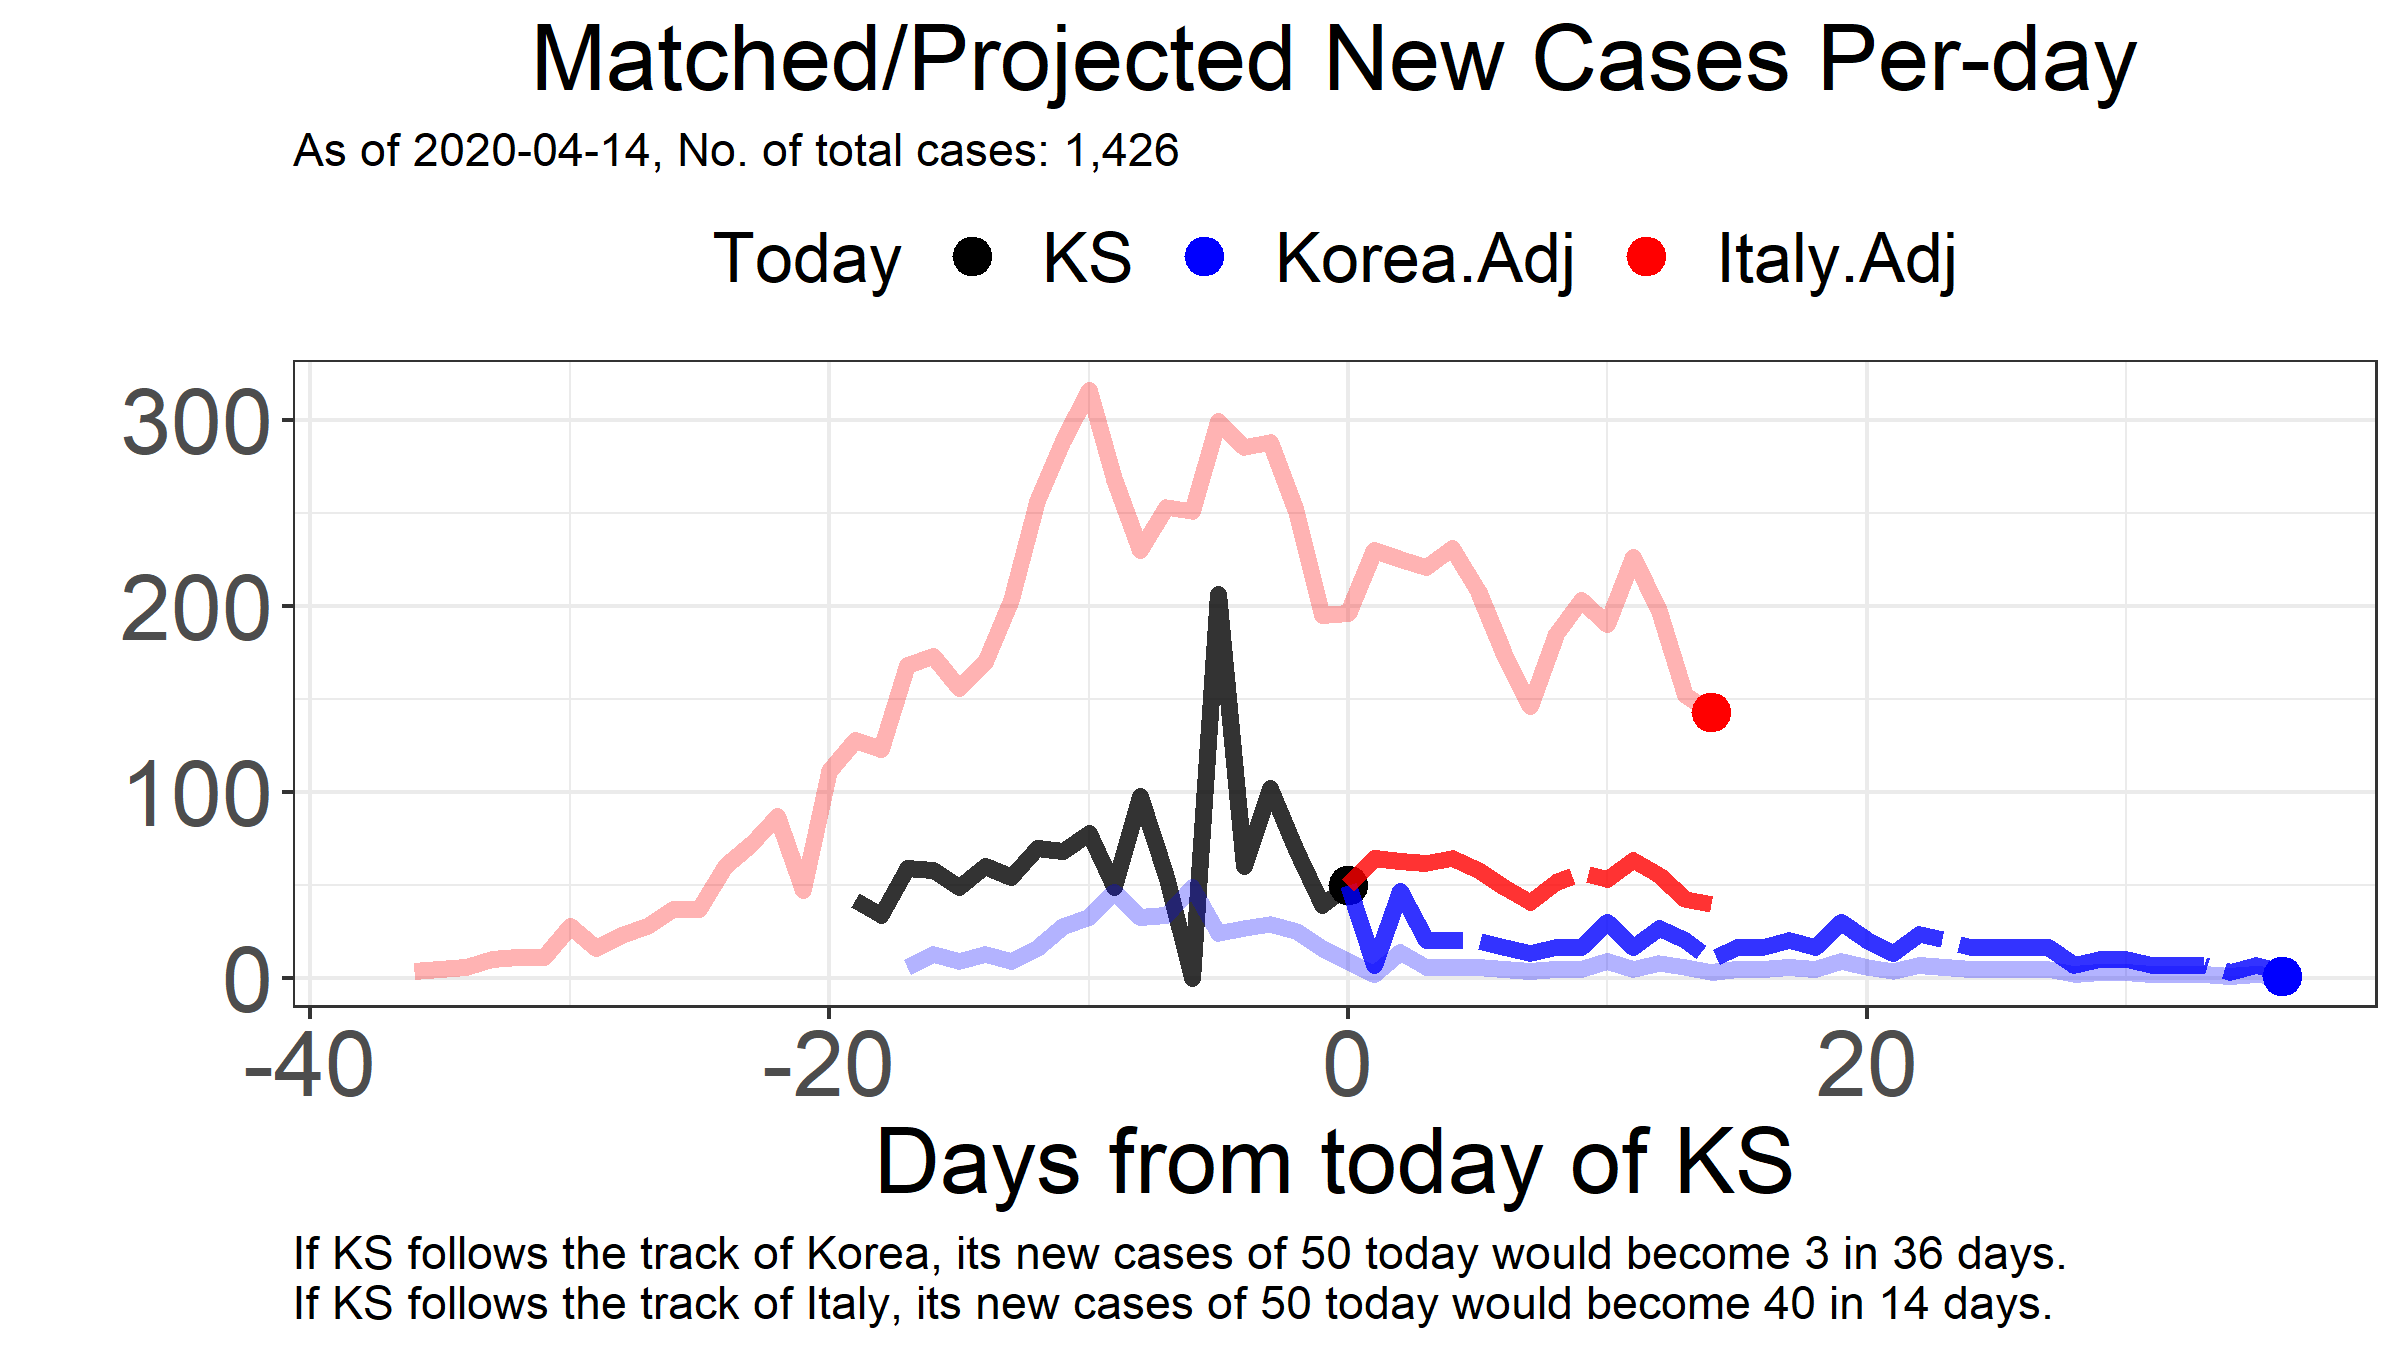 Matched/Projected New Cases Per-day
As of 2020-04-14, No. of total cases: 1,426
Today KS Korea.Adj Italy.Adj
300
200
100
0
-40 -20 0 20
Days from today of KS
If KS follows the track of Korea, its new cases of 50 today would become 3 in 36 days.
If KS follows the track of Italy, its new cases of 50 today would become 40 in 14 days.